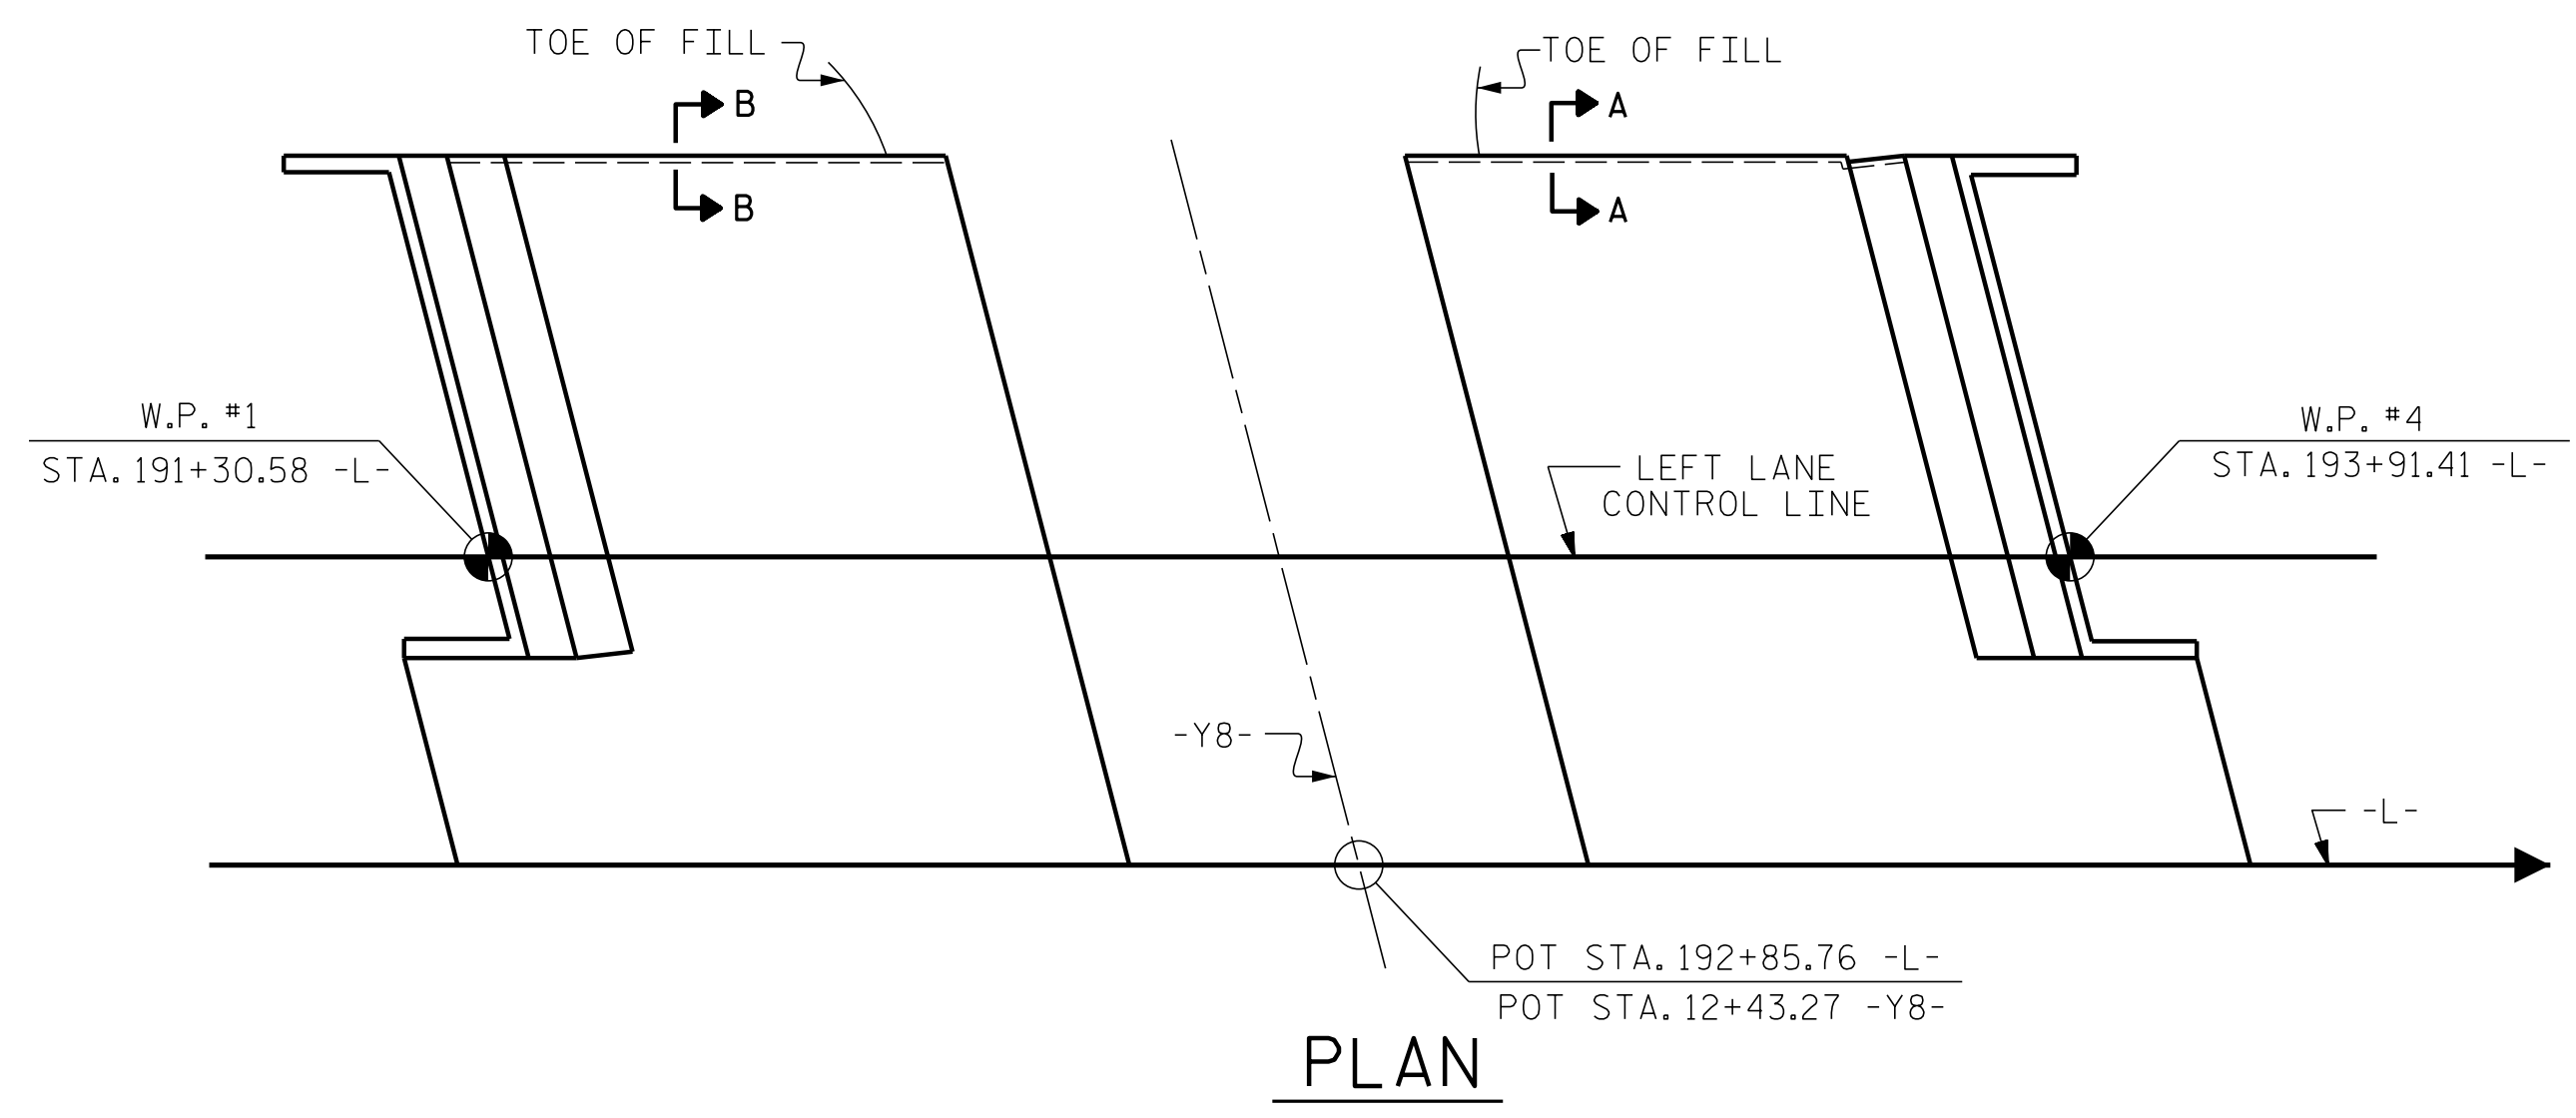 TOE OF FILL
TOE OF FILL
B
A
B
A
W.P. #1
STA. 191+30.58 -L-
W.P. #4
STA. 193+91.41 -L-
LEFT LANE
CONTROL LINE
-Y8-
-L-
POT STA. 192+85.76 -L-
POT STA. 12+43.27 -Y8-
PLAN